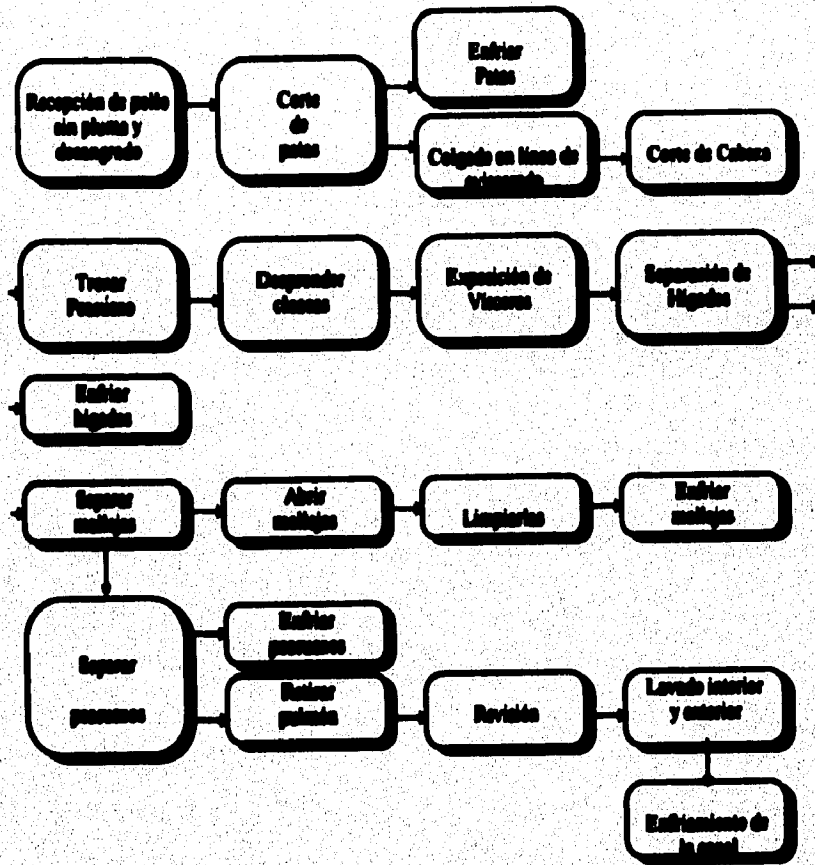 Enfriar
Patas
Recepción de pollo
sin pluma y
desangrado
Corte
de
patas
Colgado en linea de
Corte de Cabeza
Tronar
Pescuezo
Desprender
cloacas
Exposición de
Vísceras
Separación de
Hígados
Enfriar
hígados
Separar
mollejas
Abrir
mollejas
Limpiarlas
Enfriar
mollejas
Separar
pescuezos
Enfriar
pescuezos
Retirar
pulmón
Revisión
Lavado interior
y exterior
Enfriamiento de
la canal